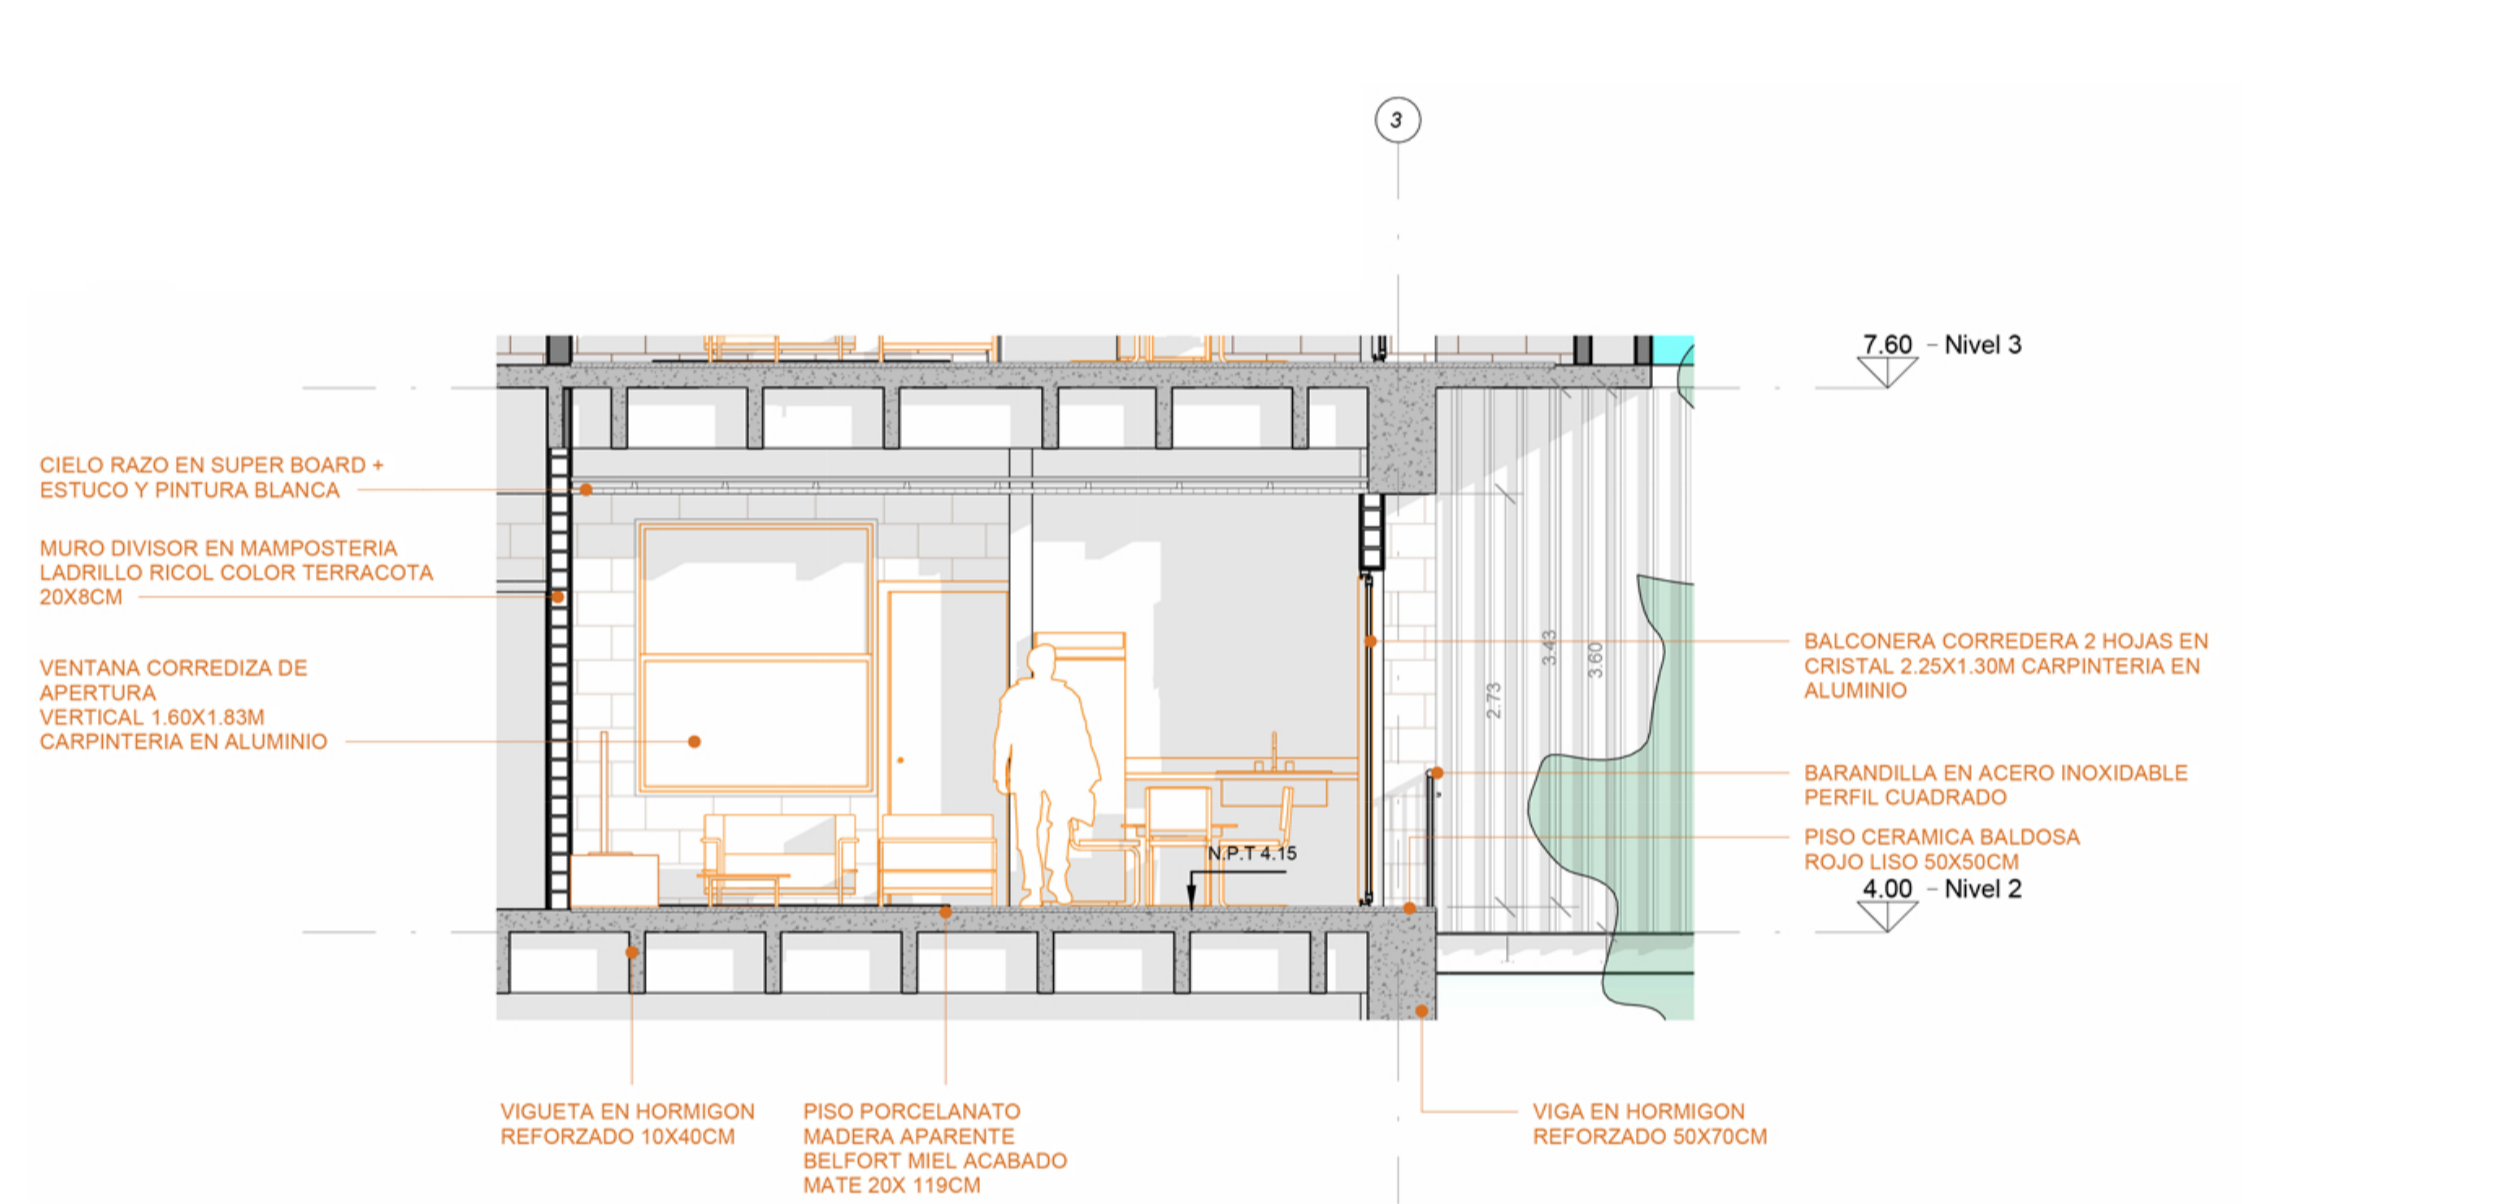 3
7.60 – Nivel 3
CIELO RAZO EN SUPER BOARD +
ESTUCO Y PINTURA BLANCA
MURO DIVISOR EN MAMPOSTERIA
LADRILLO RICOL COLOR TERRACOTA
20X8CM
VENTANA CORREDIZA DE
APERTURA
VERTICAL 1.60X1.83M
CARPINTERIA EN ALUMINIO
N.P.T 4.15
2.73
3.43
3.60
BALCONERA CORREDERA 2 HOJAS EN
CRISTAL 2.25X1.30M CARPINTERIA EN
ALUMINIO
BARANDILLA EN ACERO INOXIDABLE
PERFIL CUADRADO
PISO CERAMICA BALDOSA
ROJO LISO 50X50CM
4.00 – Nivel 2
VIGUETA EN HORMIGON
REFORZADO 10X40CM
PISO PORCELANATO
MADERA APARENTE
BELFORT MIEL ACABADO
MATE 20X 119CM
VIGA EN HORMIGON
REFORZADO 50X70CM